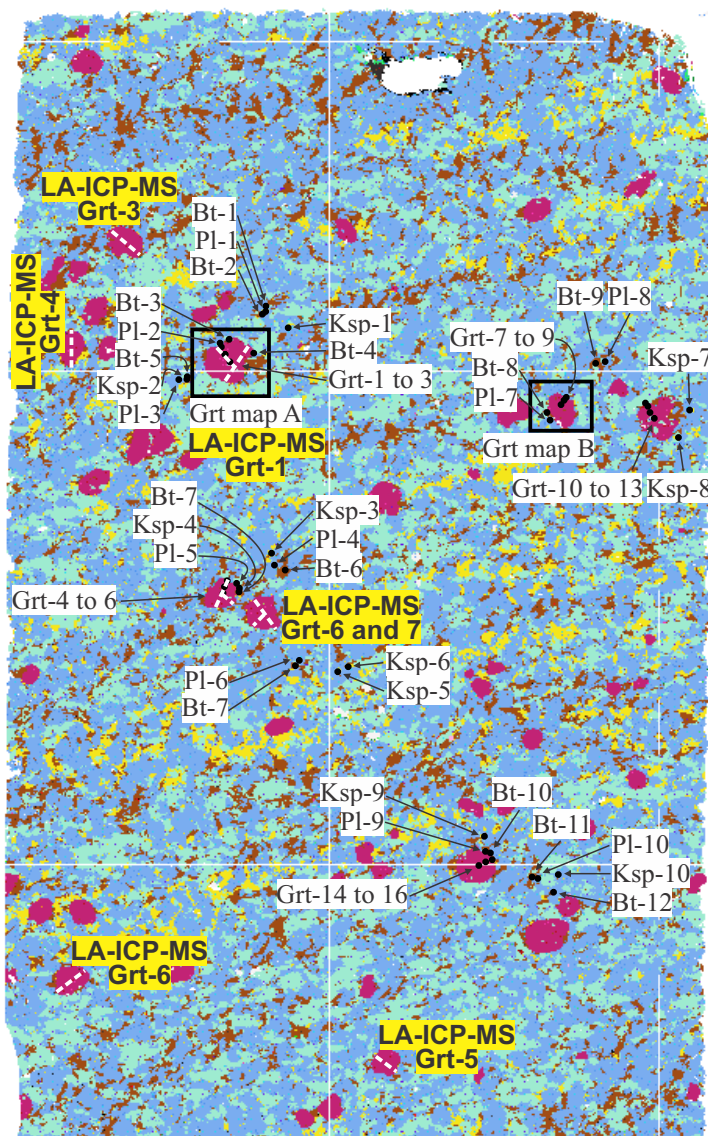 LA-ICP-MS
Grt-3
Bt-1
Pl-1
Bt-2
LA-ICP-MS
Grt-4
Bt-3
Pl-2
Bt-5
Ksp-2
Pl-3
Ksp-1
Bt-4
Grt-1 to 3
Grt map A
LA-ICP-MS
Grt-1
Bt-9
Pl-8
Grt-7 to 9
Bt-8
Pl-7
Ksp-7
Grt map B
Grt-10 to 13
Ksp-8
Bt-7
Ksp-4
Pl-5
Ksp-3
Pl-4
Bt-6
Grt-4 to 6
LA-ICP-MS
Grt-6 and 7
Pl-6
Bt-7
Ksp-6
Ksp-5
Ksp-9
Pl-9
Bt-10
Bt-11
Pl-10
Ksp-10
Bt-12
Grt-14 to 16
LA-ICP-MS
Grt-6
LA-ICP-MS
Grt-5